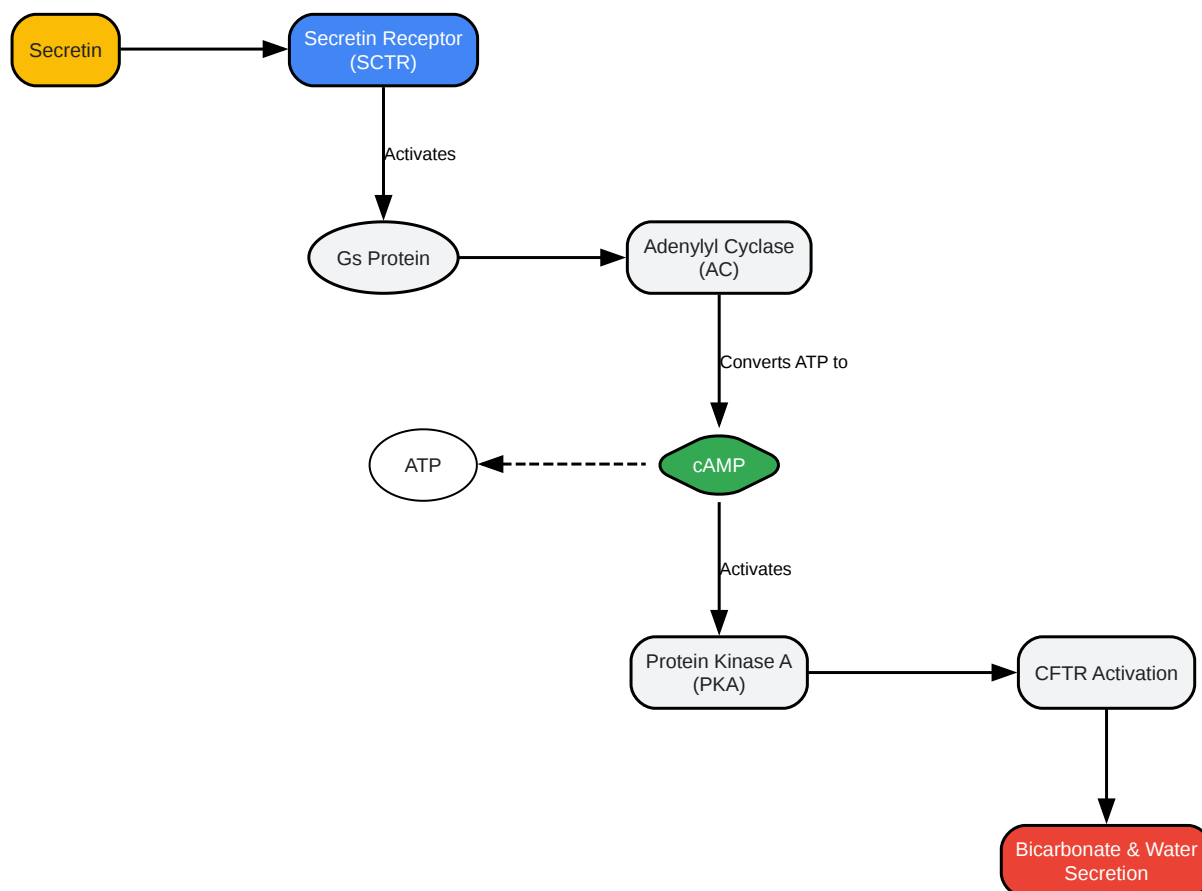 Secretin
Secretin Receptor
(SCTR)
Activates
Gs Protein
Adenylyl Cyclase
(AC)
Converts ATP to
ATP
cAMP
Activates
Protein Kinase A
(PKA)
CFTR Activation
Bicarbonate & Water
Secretion